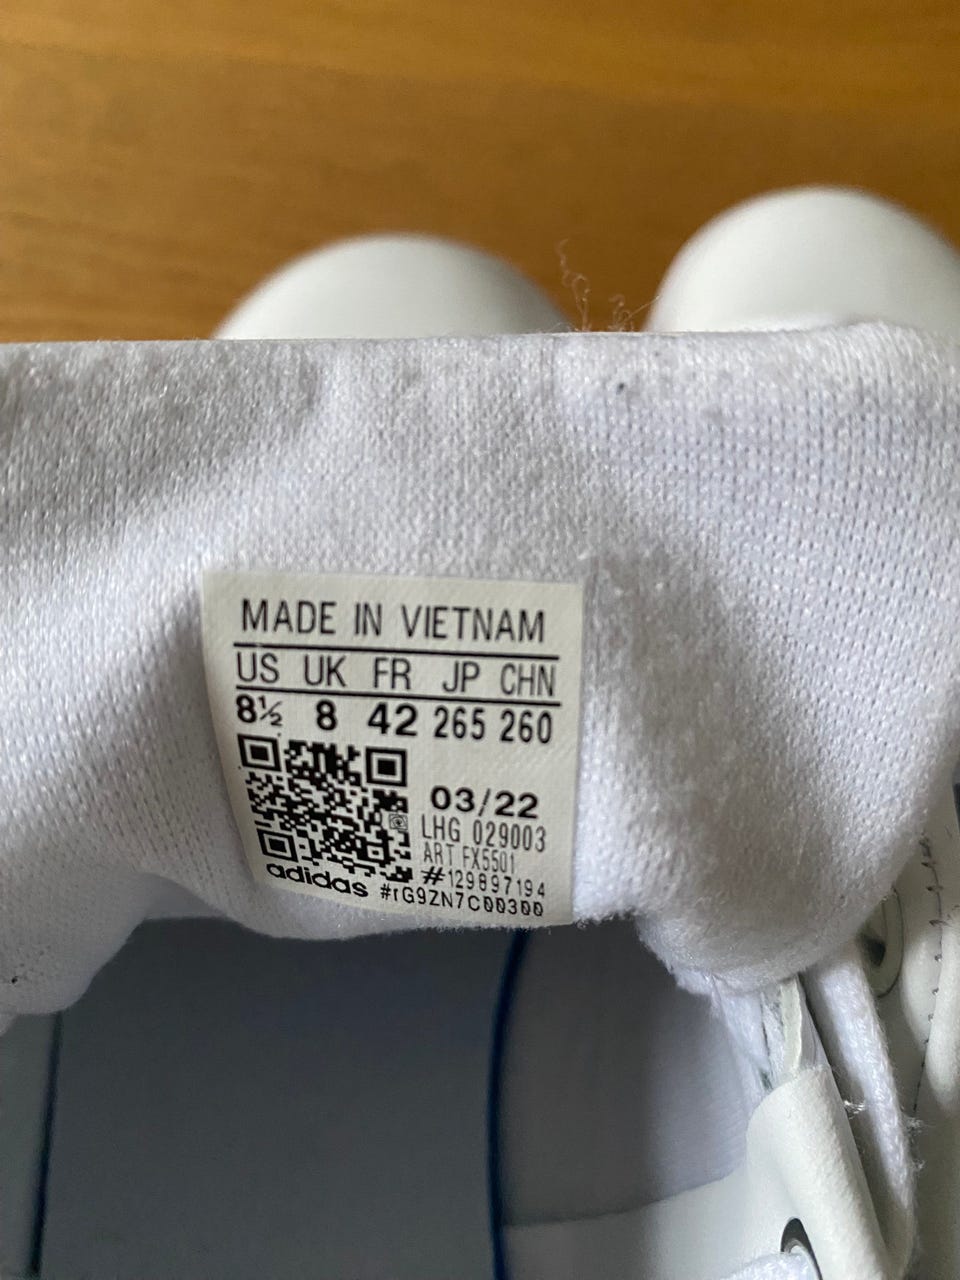 MADE IN VIETNAM
US UK FR JP CHN
8½ 8 42 265 260
03/22
LHG 029003
ART FX5501
#129897194
adidas #rG9ZN7C00300